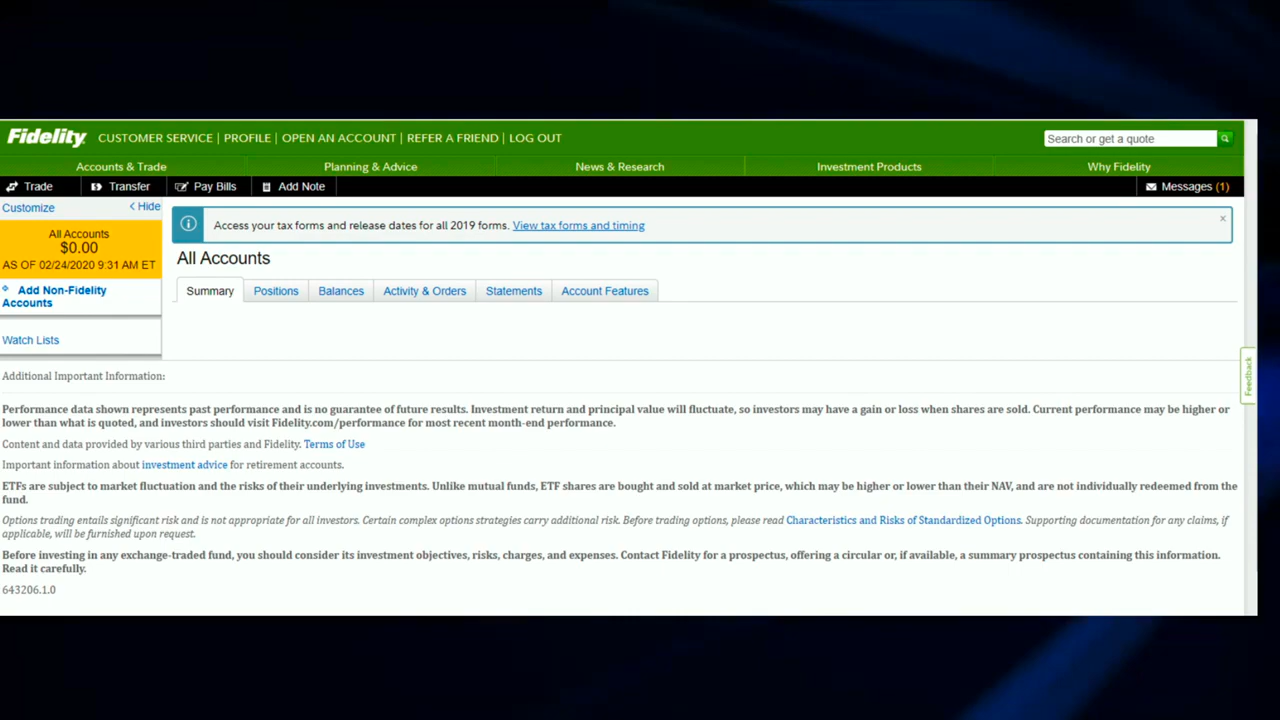 Fidelity CUSTOMER SERVICE | PROFILE | OPEN AN ACCOUNT | REFER A FRIEND | LOG OUT Search or get a quote
Accounts & Trade Planning & Advice News & Research Investment Products Why Fidelity
Trade Transfer Pay Bills Add Note Messages (1)
Customize < Hide
Access your tax forms and release dates for all 2019 forms. View tax forms and timing
All Accounts
$0.00
AS OF 02/24/2020 9:31 AM ET
Add Non-Fidelity
Accounts
Watch Lists
All Accounts
Summary Positions Balances Activity & Orders Statements Account Features
Feedback
Additional Important Information:
Performance data shown represents past performance and is no guarantee of future results. Investment return and principal value will fluctuate, so investors may have a gain or loss when shares are sold. Current performance may be higher or
lower than what is quoted, and investors should visit Fidelity.com/performance for most recent month-end performance.
Content and data provided by various third parties and Fidelity. Terms of Use
Important information about investment advice for retirement accounts.
ETFs are subject to market fluctuation and the risks of their underlying investments. Unlike mutual funds, ETF shares are bought and sold at market price, which may be higher or lower than their NAV, and are not individually redeemed from the
fund.
Options trading entails significant risk and is not appropriate for all investors. Certain complex options strategies carry additional risk. Before trading options, please read Characteristics and Risks of Standardized Options. Supporting documentation for any claims, if
applicable, will be furnished upon request.
Before investing in any exchange-traded fund, you should consider its investment objectives, risks, charges, and expenses. Contact Fidelity for a prospectus, offering a circular or, if available, a summary prospectus containing this information.
Read it carefully.
643206.1.0